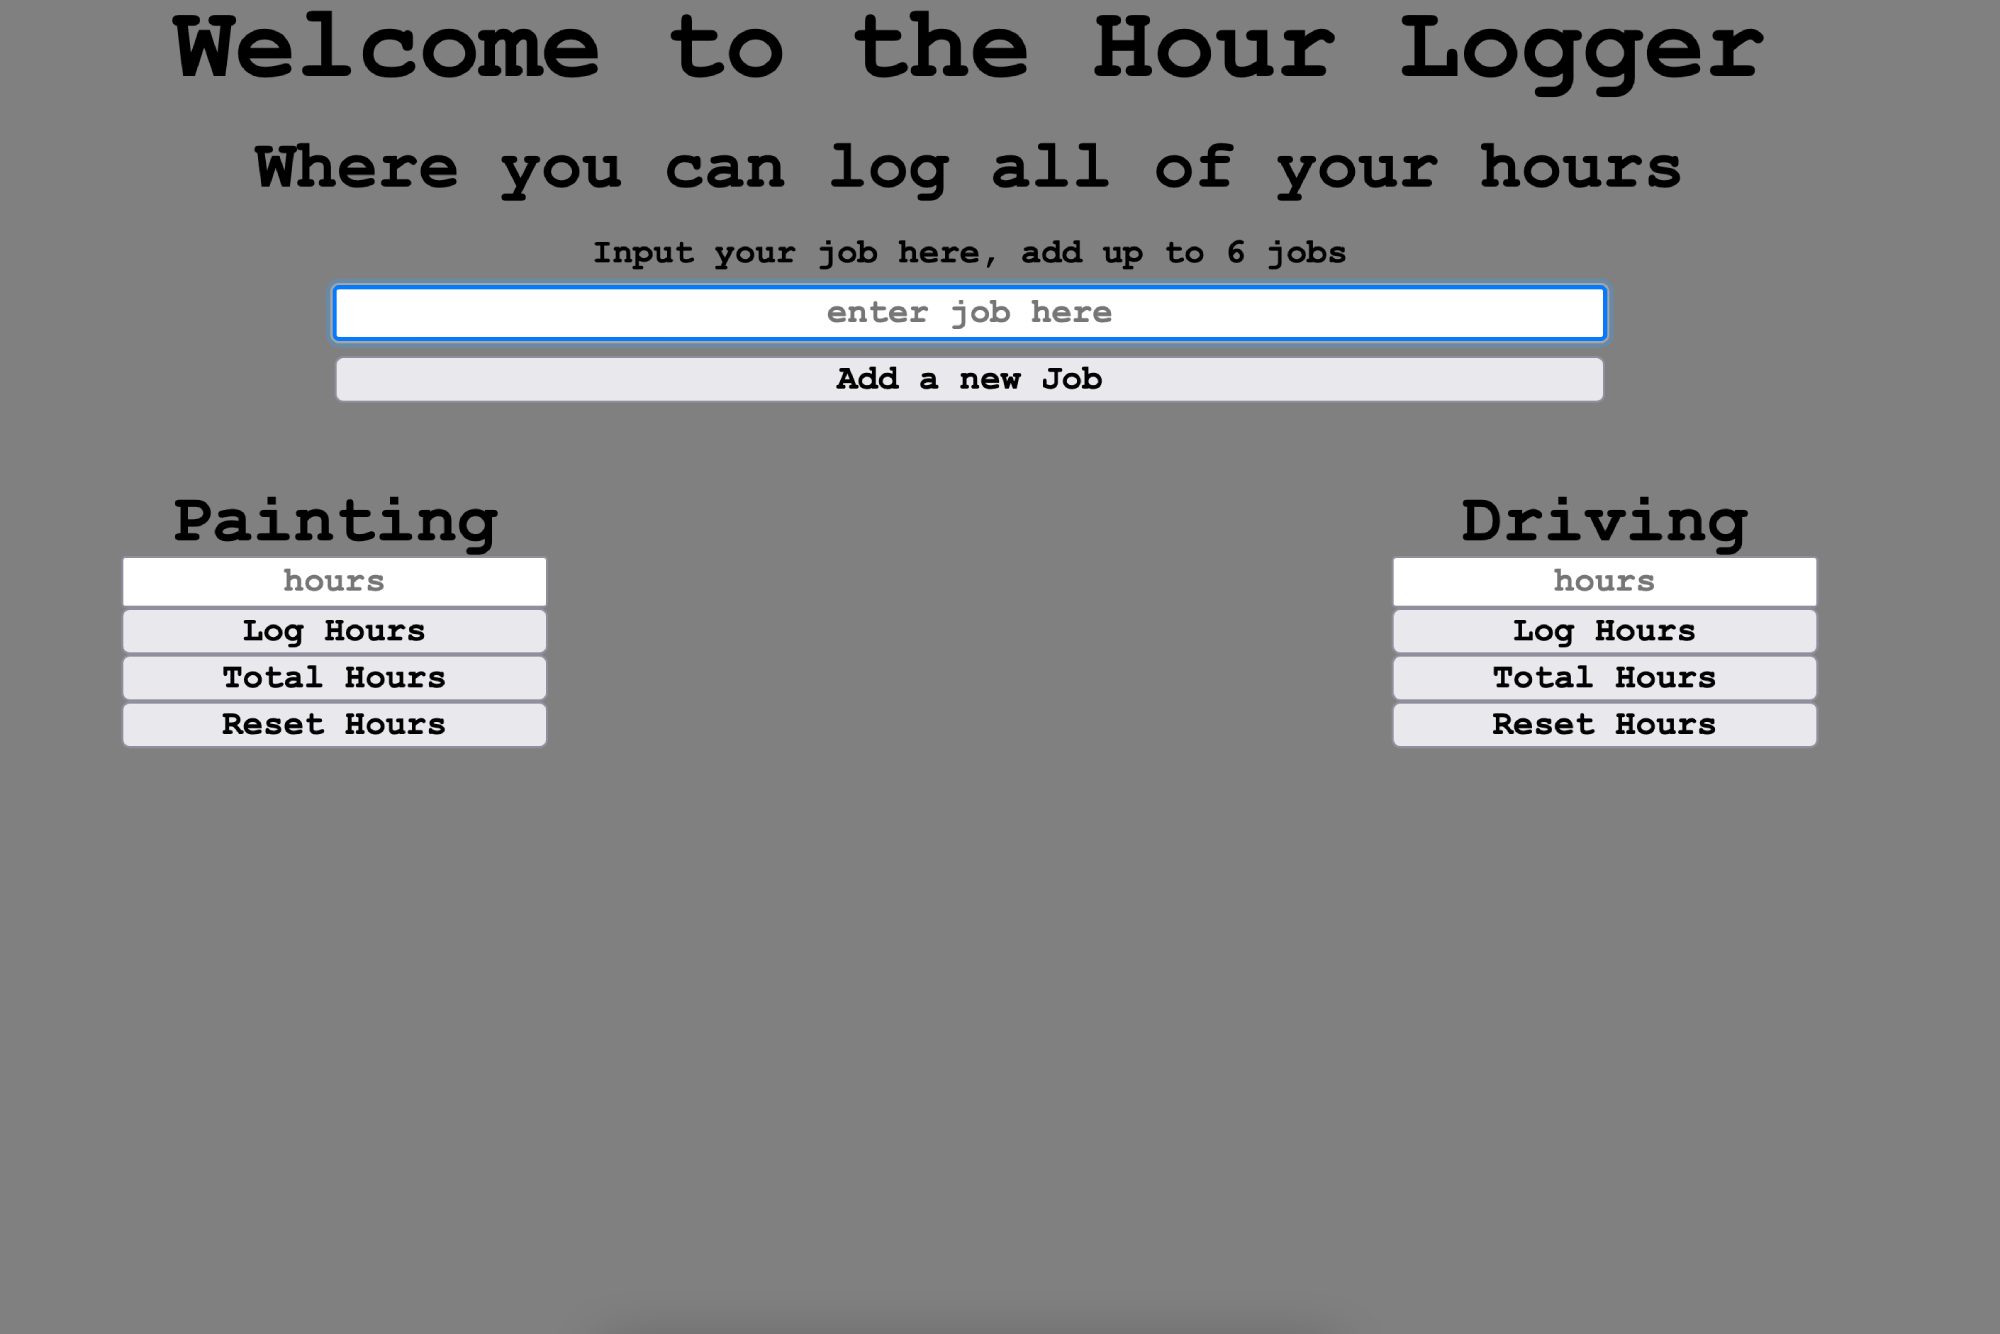 Welcome to the Hour Logger
Where you can log all of your hours
Input your job here, add up to 6 jobs
enter job here
Add a new Job
Painting
hours
Log Hours
Total Hours
Reset Hours
Driving
hours
Log Hours
Total Hours
Reset Hours